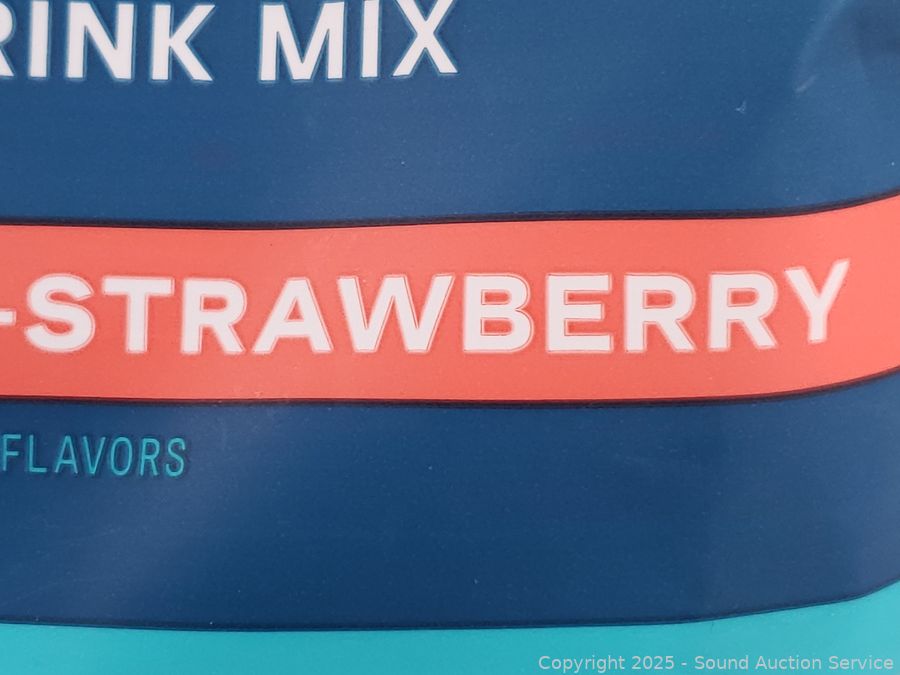 RINK MIX
-STRAWBERRY
FLAVORS
Copyright 2025 - Sound Auction Service